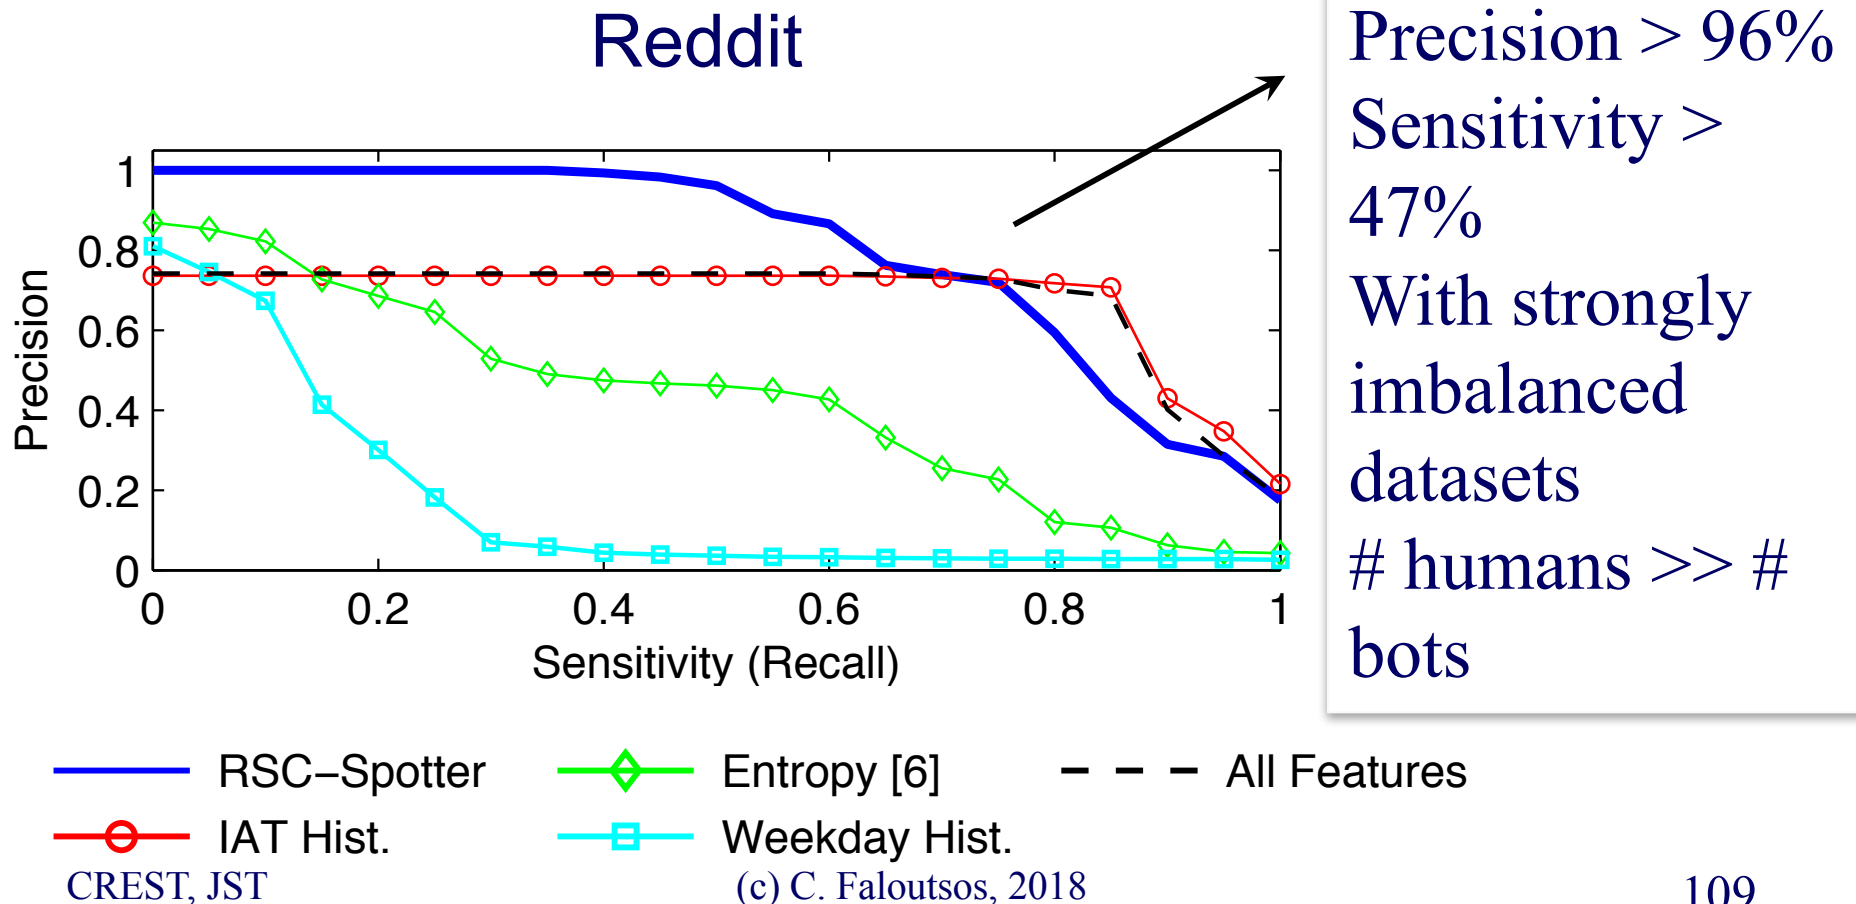 Reddit
Precision > 96%
Sensitivity >
47%
With strongly
imbalanced
datasets
# humans >> #
bots
Precision
1
0.8
0.6
0.4
0.2
0
0 0.2 0.4 0.6 0.8 1
Sensitivity (Recall)
RSC–Spotter Entropy [6] All Features
IAT Hist. Weekday Hist.
CREST, JST (c) C. Faloutsos, 2018 109